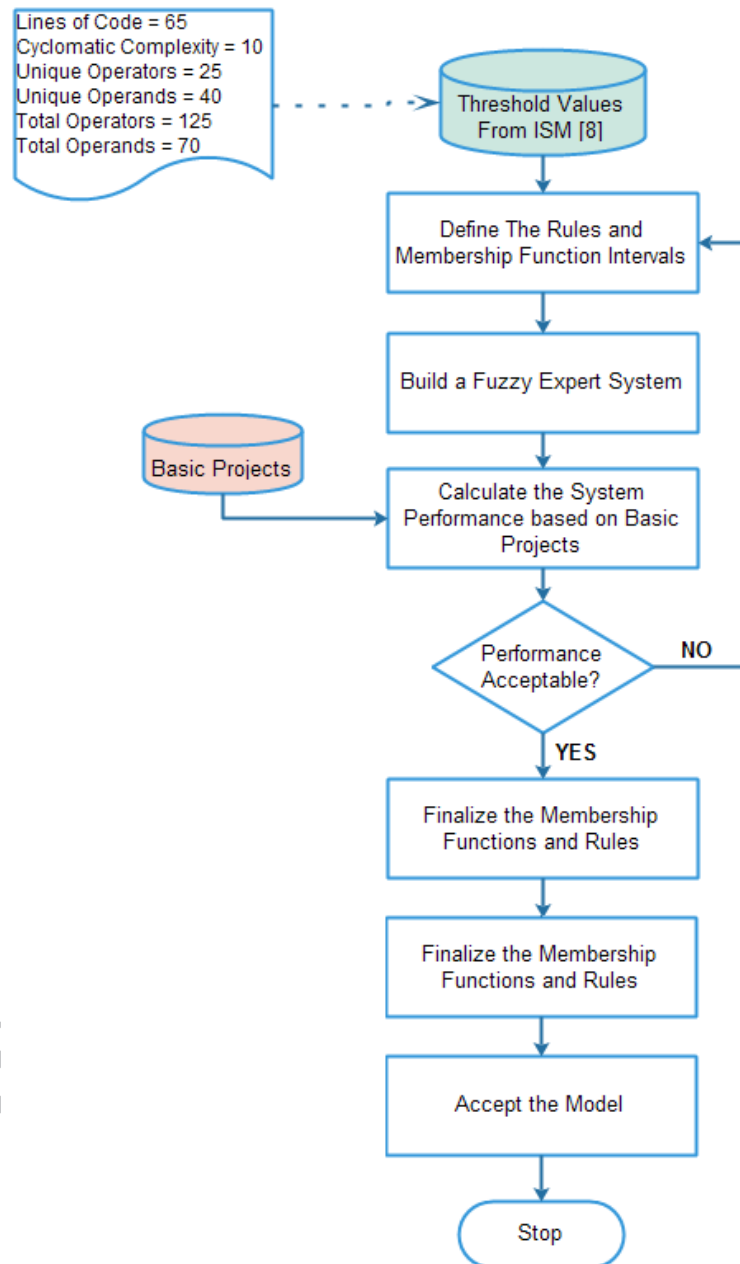 Lines of Code = 65
Cyclomatic Complexity = 10
Unique Operators = 25
Unique Operands = 40
Total Operators = 125
Total Operands = 70
Threshold Values
From ISM [8]
Define The Rules and
Membership Function Intervals
Build a Fuzzy Expert System
Basic Projects
Calculate the System
Performance based on Basic
Projects
Performance
Acceptable?
NO
YES
Finalize the Membership
Functions and Rules
Finalize the Membership
Functions and Rules
Accept the Model
Stop